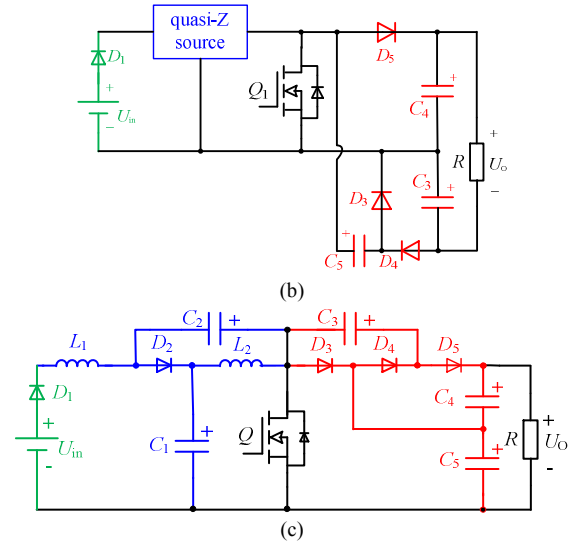 quasi-Z
source
D1
+
Uin
−
Q1
D5
+
C4
+
R
UO
−
D3
C3
+
+
C5
D4
(b)
C2
+
C3
+
L1
D2
L2
D3
D4
D5
D1
+
Uin
-
C1
+
Q
C4
+
C5
+
R
+
UO
-
(c)